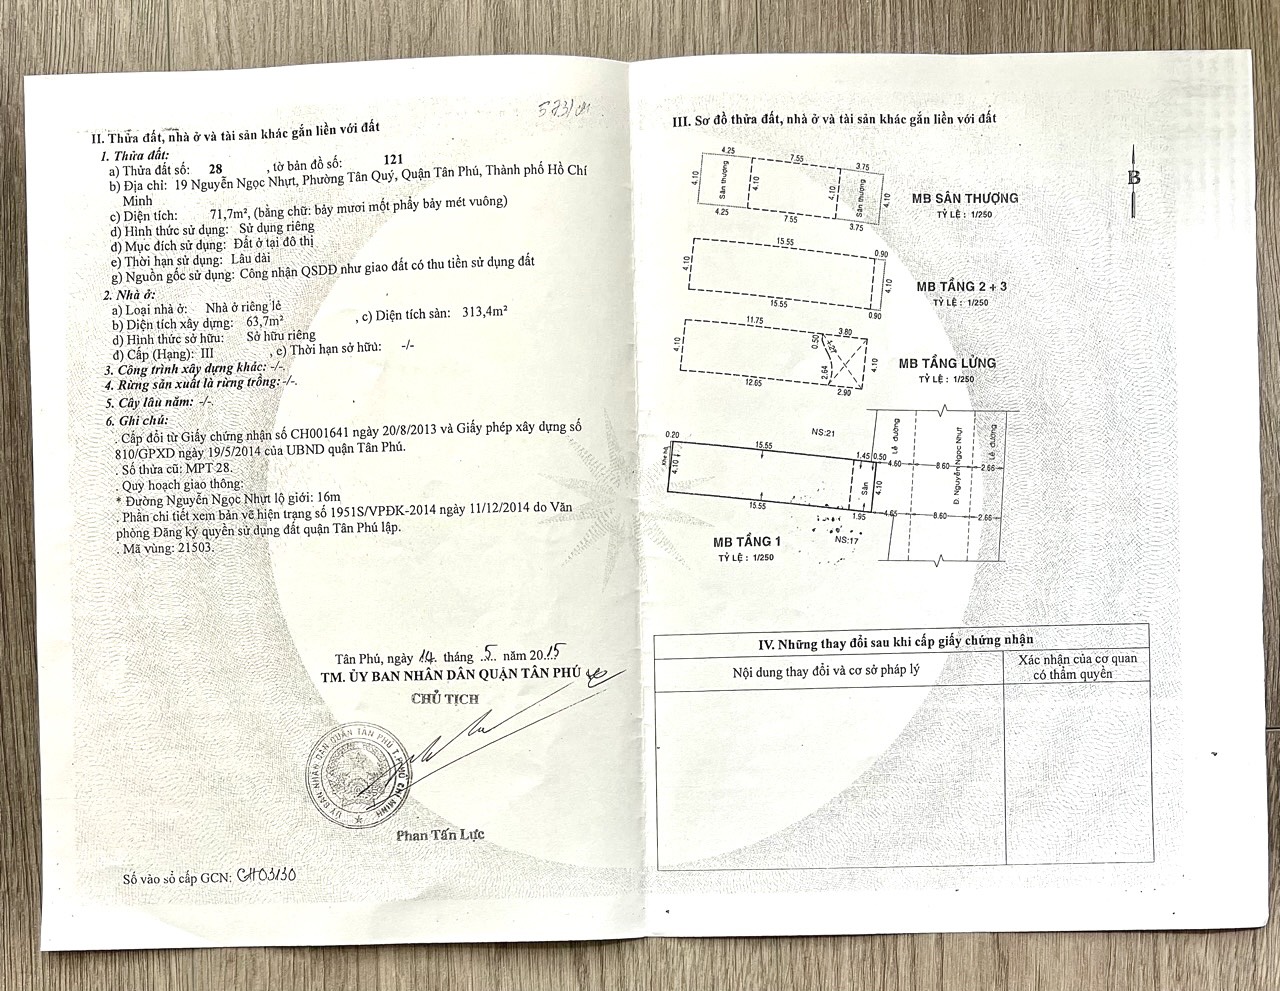 573/CN
II. Thửa đất, nhà ở và tài sản khác gắn liền với đất
1. Thửa đất:
a) Thửa đất số: 28 , tờ bản đồ số: 121
b) Địa chỉ: 19 Nguyễn Ngọc Nhựt, Phường Tân Quý, Quận Tân Phú, Thành phố Hồ Chí
Minh
c) Diện tích: 71,7m², (bằng chữ: bảy mươi mốt phẩy bảy mét vuông)
d) Hình thức sử dụng: Sử dụng riêng
đ) Mục đích sử dụng: Đất ở tại đô thị
e) Thời hạn sử dụng: Lâu dài
g) Nguồn gốc sử dụng: Công nhận QSDĐ như giao đất có thu tiền sử dụng đất
2. Nhà ở:
a) Loại nhà ở: Nhà ở riêng lẻ
b) Diện tích xây dựng: 63,7m² , c) Diện tích sàn: 313,4m²
d) Hình thức sở hữu: Sở hữu riêng
đ) Cấp (Hạng): III , e) Thời hạn sở hữu: -/-
3. Công trình xây dựng khác: -/-.
4. Rừng sản xuất là rừng trồng:-/-.
5. Cây lâu năm: -/-.
6. Ghi chú:
. Cấp đổi từ Giấy chứng nhận số CH001641 ngày 20/8/2013 và Giấy phép xây dựng số
810/GPXD ngày 19/5/2014 của UBND quận Tân Phú.
. Số thửa cũ: MPT 28.
. Quy hoạch giao thông:
* Đường Nguyễn Ngọc Nhựt lộ giới: 16m
. Phần chi tiết xem bản vẽ hiện trạng số 1951S/VPĐK-2014 ngày 11/12/2014 do Văn
phòng Đăng ký quyền sử dụng đất quận Tân Phú lập.
. Mã vùng: 21503.
Tân Phú, ngày 14 tháng 5 năm 2015
TM. ỦY BAN NHÂN DÂN QUẬN TÂN PHÚ
CHỦ TỊCH
ỦY BAN NHÂN DÂN QUẬN TÂN PHÚ T.PHỐ HỒ CHÍ MINH
Phan Tấn Lực
Số vào sổ cấp GCN: CH03130
III. Sơ đồ thửa đất, nhà ở và tài sản khác gắn liền với đất
B
4.25 7.55 3.75
4.10 Sân thượng 4.10 4.10 Sân thượng 4.10
4.25 7.55 3.75
MB SÂN THƯỢNG
TỶ LỆ : 1/250
15.55 0.90
4.10 4.10
15.55 0.90
MB TẦNG 2 + 3
TỶ LỆ : 1/250
11.75 3.80
4.10 0.50 4.27 2.64 4.10
12.65 2.90
MB TẦNG LỬNG
TỶ LỆ : 1/250
NS:21
0.20 15.55 1.45 0.50 4.60 8.60 2.66
Khe hở 4.10 Sân 4.10 Lề đường Đ. Nguyễn Ngọc Nhựt Lề đường
15.55 1.95 4.65 8.60 2.66
NS:17
MB TẦNG 1
TỶ LỆ : 1/250
IV. Những thay đổi sau khi cấp giấy chứng nhận
Nội dung thay đổi và cơ sở pháp lý
Xác nhận của cơ quan
có thẩm quyền